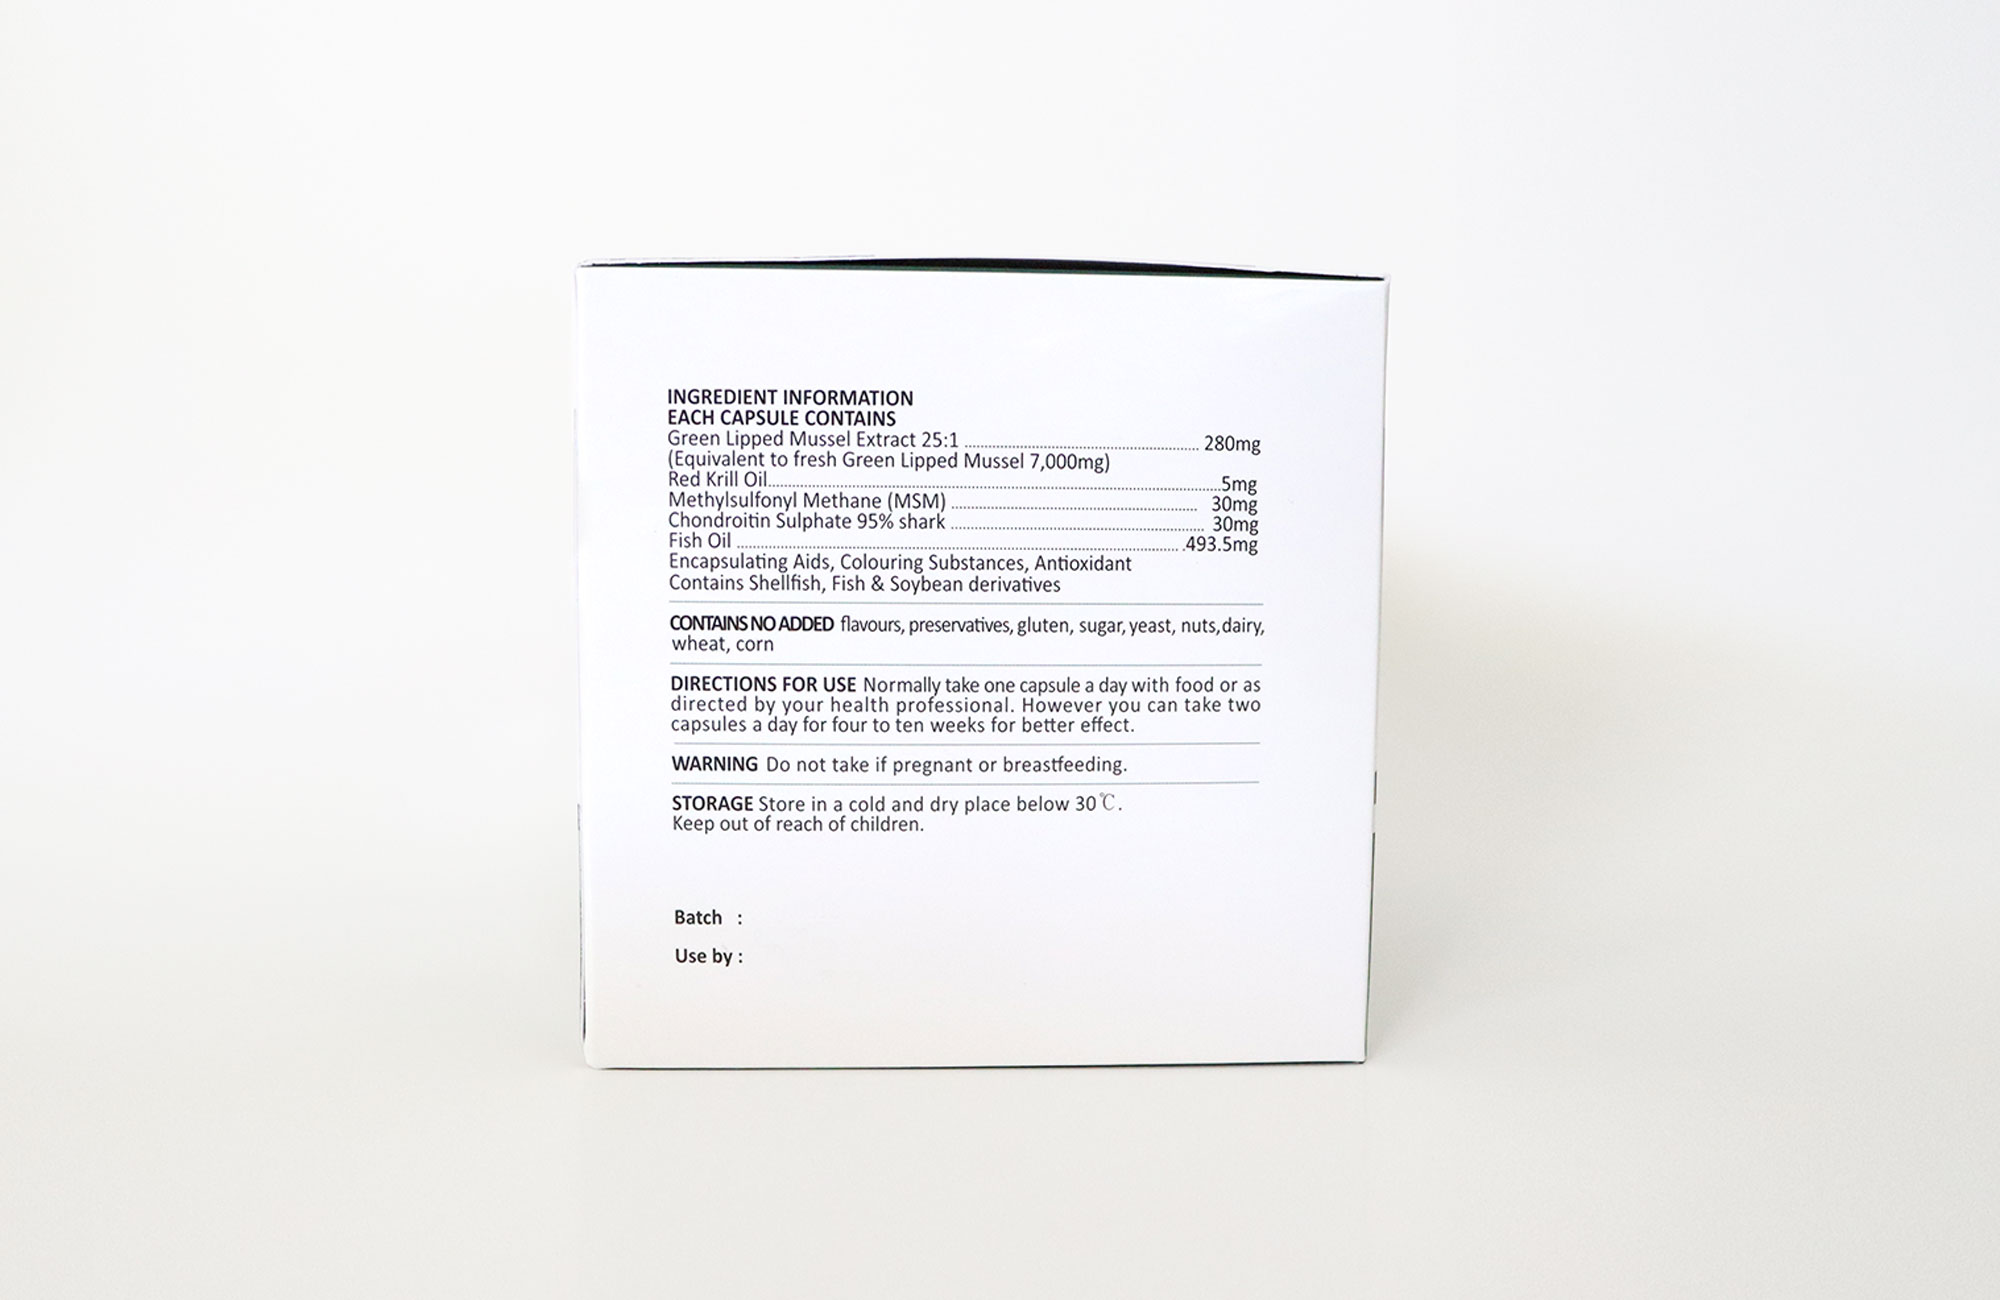 INGREDIENT INFORMATION
EACH CAPSULE CONTAINS
Green Lipped Mussel Extract 25:1 ........ 280mg
(Equivalent to fresh Green Lipped Mussel 7,000mg)
Red Krill Oil........5mg
Methylsulfonyl Methane (MSM) ........ 30mg
Chondroitin Sulphate 95% shark ........ 30mg
Fish Oil ........493.5mg
Encapsulating Aids, Colouring Substances, Antioxidant
Contains Shellfish, Fish & Soybean derivatives
CONTAINS NO ADDED flavours, preservatives, gluten, sugar, yeast, nuts,dairy,
wheat, corn
DIRECTIONS FOR USE Normally take one capsule a day with food or as
directed by your health professional. However you can take two
capsules a day for four to ten weeks for better effect.
WARNING Do not take if pregnant or breastfeeding.
STORAGE Store in a cold and dry place below 30℃.
Keep out of reach of children.
Batch :
Use by :